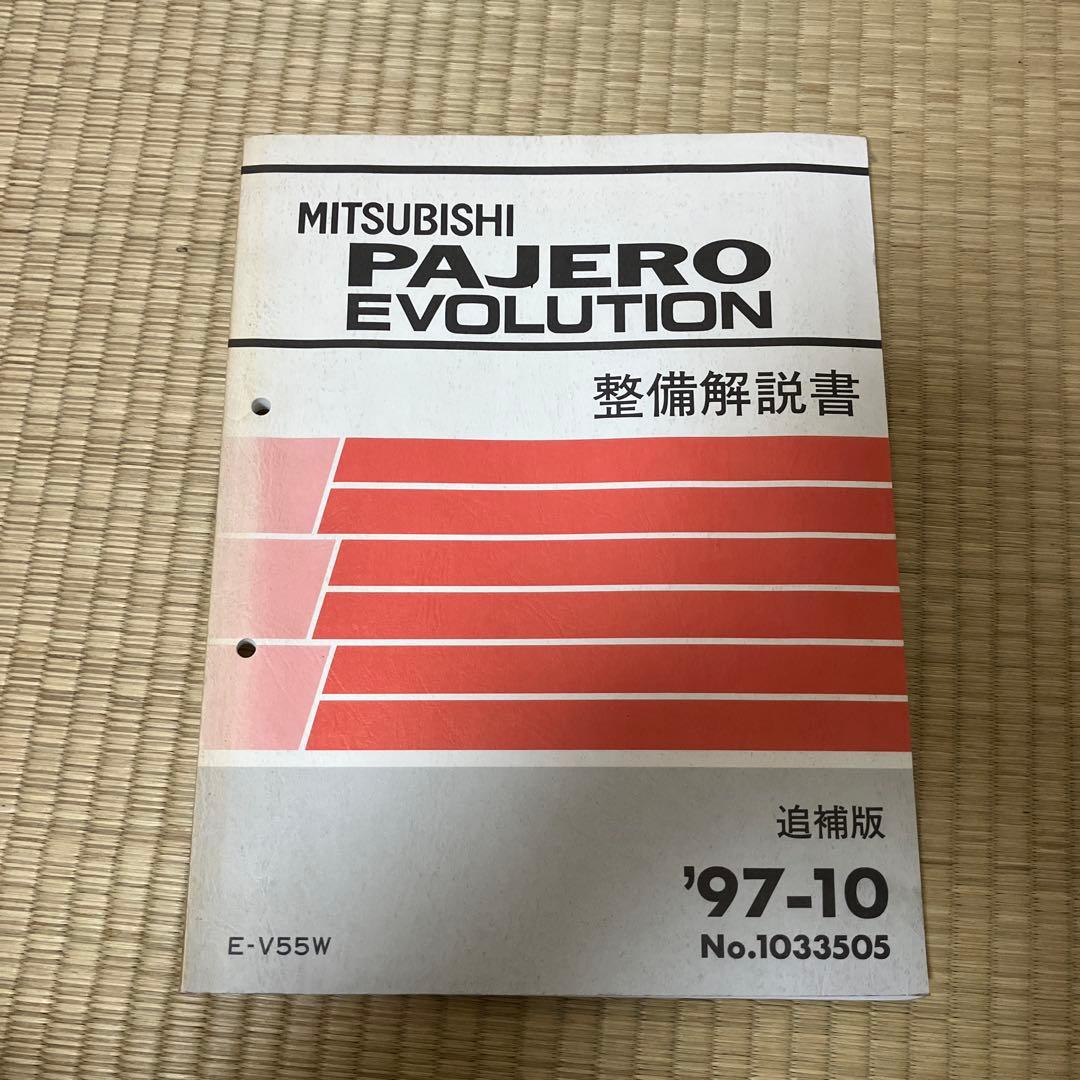 MITSUBISHI
PAJERO
EVOLUTION
整備解説書
追補版
'97-10
E-V55W
No.1033505